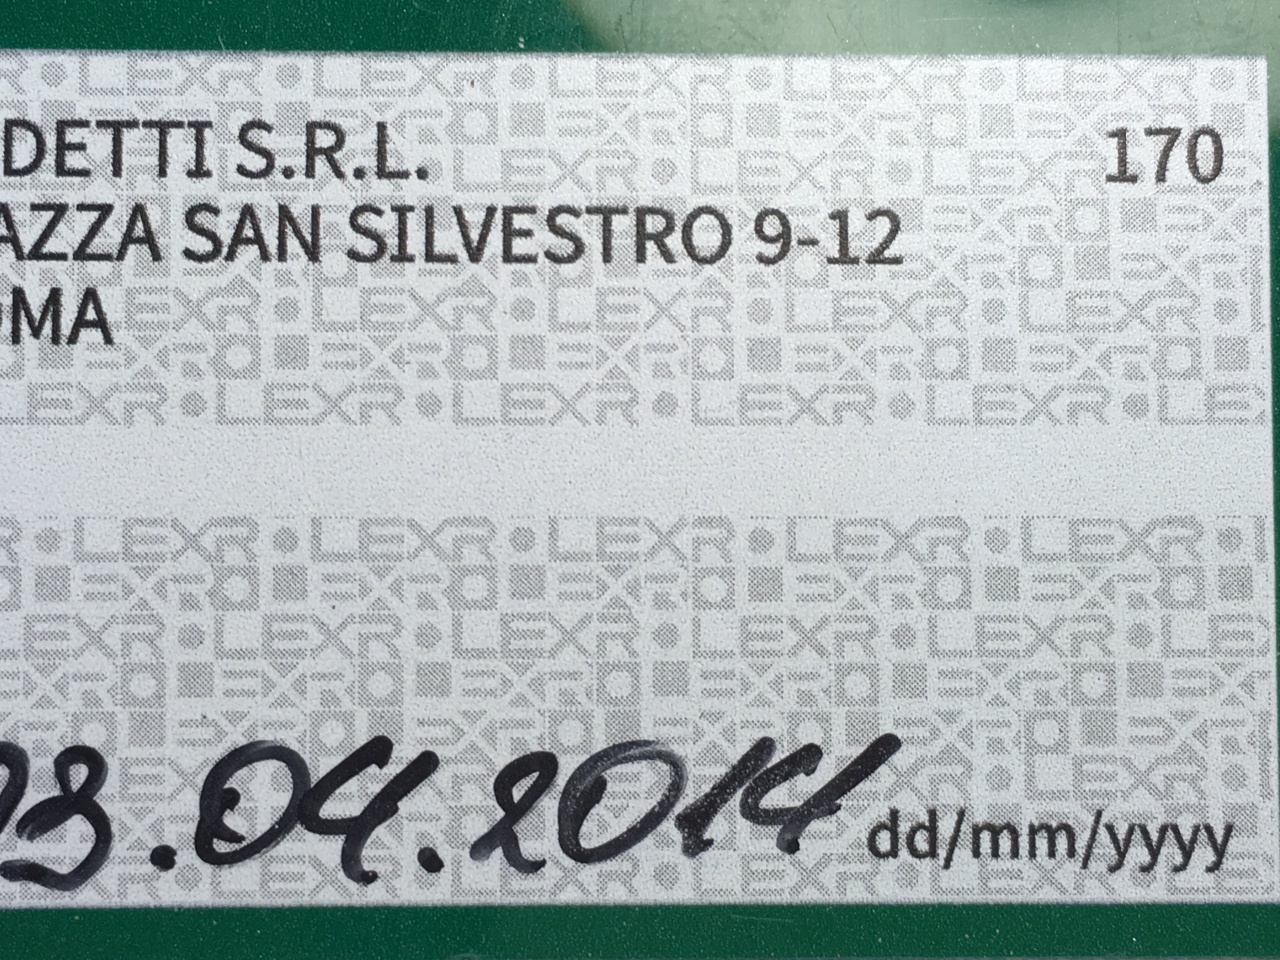 DETTI S.R.L. 170
AZZA SAN SILVESTRO 9-12
OMA
03.04.2014 dd/mm/yyyy